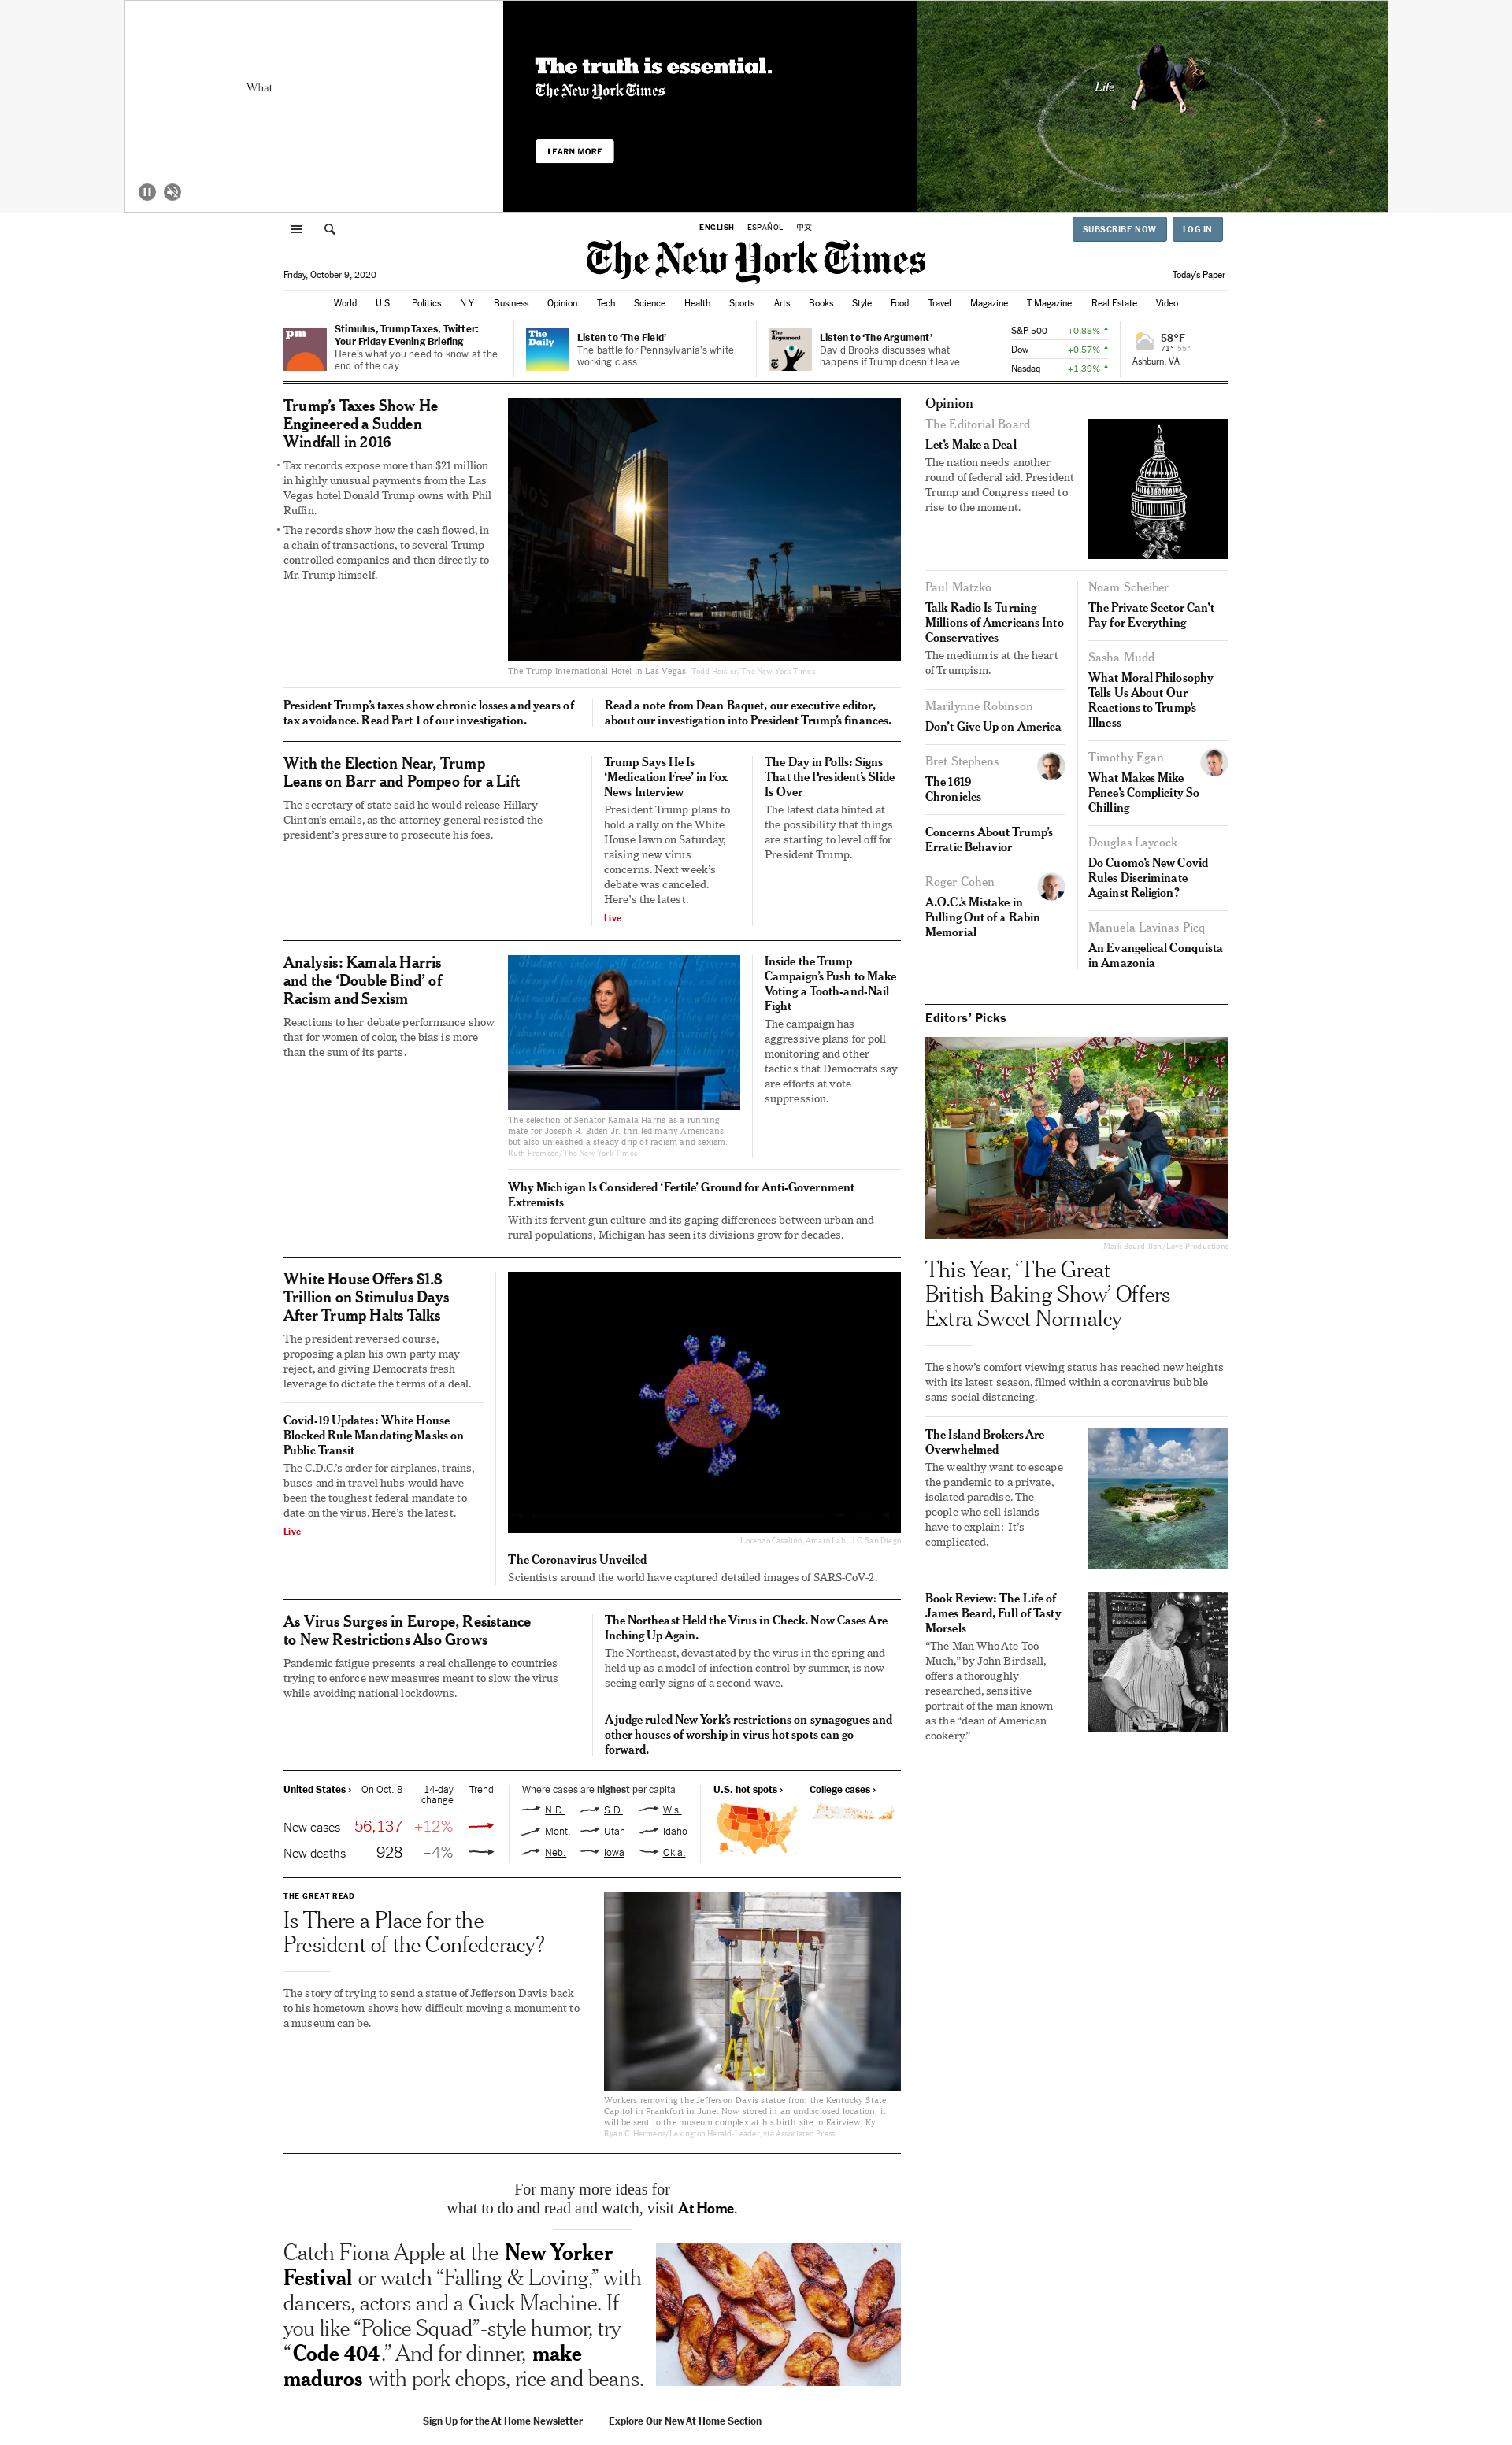 What
The truth is essential.
The New York Times
LEARN MORE
Life
ENGLISH ESPAÑOL 中文
SUBSCRIBE NOW LOG IN
The New York Times
Friday, October 9, 2020
Today's Paper
World U.S. Politics N.Y. Business Opinion Tech Science Health Sports Arts Books Style Food Travel Magazine T Magazine Real Estate Video
pm
Stimulus, Trump Taxes, Twitter:
Your Friday Evening Briefing
Here's what you need to know at the
end of the day.
The
Daily
Listen to ‘The Field’
The battle for Pennsylvania's white
working class.
The
Argument
Listen to ‘The Argument’
David Brooks discusses what
happens if Trump doesn't leave.
S&P 500 +0.88% ↑
Dow +0.57% ↑
Nasdaq +1.39% ↑
58°F
71° 55°
Ashburn, VA
Trump’s Taxes Show He
Engineered a Sudden
Windfall in 2016
• Tax records expose more than $21 million
in highly unusual payments from the Las
Vegas hotel Donald Trump owns with Phil
Ruffin.
• The records show how the cash flowed, in
a chain of transactions, to several Trump-
controlled companies and then directly to
Mr. Trump himself.
The Trump International Hotel in Las Vegas. Todd Heisler/The New York Times
President Trump’s taxes show chronic losses and years of
tax avoidance. Read Part 1 of our investigation.
Read a note from Dean Baquet, our executive editor,
about our investigation into President Trump’s finances.
With the Election Near, Trump
Leans on Barr and Pompeo for a Lift
The secretary of state said he would release Hillary
Clinton’s emails, as the attorney general resisted the
president’s pressure to prosecute his foes.
Trump Says He Is
‘Medication Free’ in Fox
News Interview
President Trump plans to
hold a rally on the White
House lawn on Saturday,
raising new virus
concerns. Next week’s
debate was canceled.
Here’s the latest.
Live
The Day in Polls: Signs
That the President’s Slide
Is Over
The latest data hinted at
the possibility that things
are starting to level off for
President Trump.
Analysis: Kamala Harris
and the ‘Double Bind’ of
Racism and Sexism
Reactions to her debate performance show
that for women of color, the bias is more
than the sum of its parts.
The selection of Senator Kamala Harris as a running
mate for Joseph R. Biden Jr. thrilled many Americans,
but also unleashed a steady drip of racism and sexism.
Ruth Fremson/The New York Times
Inside the Trump
Campaign’s Push to Make
Voting a Tooth-and-Nail
Fight
The campaign has
aggressive plans for poll
monitoring and other
tactics that Democrats say
are efforts at vote
suppression.
Why Michigan Is Considered ‘Fertile’ Ground for Anti-Government
Extremists
With its fervent gun culture and its gaping differences between urban and
rural populations, Michigan has seen its divisions grow for decades.
White House Offers $1.8
Trillion on Stimulus Days
After Trump Halts Talks
The president reversed course,
proposing a plan his own party may
reject, and giving Democrats fresh
leverage to dictate the terms of a deal.
Covid-19 Updates: White House
Blocked Rule Mandating Masks on
Public Transit
The C.D.C.’s order for airplanes, trains,
buses and in travel hubs would have
been the toughest federal mandate to
date on the virus. Here’s the latest.
Live
Lorenzo Casalino, Amaro Lab, U.C. San Diego
The Coronavirus Unveiled
Scientists around the world have captured detailed images of SARS-CoV-2.
As Virus Surges in Europe, Resistance
to New Restrictions Also Grows
Pandemic fatigue presents a real challenge to countries
trying to enforce new measures meant to slow the virus
while avoiding national lockdowns.
The Northeast Held the Virus in Check. Now Cases Are
Inching Up Again.
The Northeast, devastated by the virus in the spring and
held up as a model of infection control by summer, is now
seeing early signs of a second wave.
A judge ruled New York’s restrictions on synagogues and
other houses of worship in virus hot spots can go
forward.
United States › On Oct. 8 14-day
change Trend
New cases 56,137 +12%
New deaths 928 –4%
Where cases are highest per capita
N.D. S.D. Wis.
Mont. Utah Idaho
Neb. Iowa Okla.
U.S. hot spots ›
College cases ›
THE GREAT READ
Is There a Place for the
President of the Confederacy?
The story of trying to send a statue of Jefferson Davis back
to his hometown shows how difficult moving a monument to
a museum can be.
Workers removing the Jefferson Davis statue from the Kentucky State
Capitol in Frankfort in June. Now stored in an undisclosed location, it
will be sent to the museum complex at his birth site in Fairview, Ky.
Ryan C. Hermens/Lexington Herald-Leader, via Associated Press
For many more ideas for
what to do and read and watch, visit At Home.
Catch Fiona Apple at the New Yorker
Festival or watch “Falling & Loving,” with
dancers, actors and a Guck Machine. If
you like “Police Squad”-style humor, try
“Code 404.” And for dinner, make
maduros with pork chops, rice and beans.
Sign Up for the At Home Newsletter
Explore Our New At Home Section
Opinion
The Editorial Board
Let’s Make a Deal
The nation needs another
round of federal aid. President
Trump and Congress need to
rise to the moment.
Paul Matzko
Talk Radio Is Turning
Millions of Americans Into
Conservatives
The medium is at the heart
of Trumpism.
Marilynne Robinson
Don’t Give Up on America
Bret Stephens
The 1619
Chronicles
Concerns About Trump’s
Erratic Behavior
Roger Cohen
A.O.C.’s Mistake in
Pulling Out of a Rabin
Memorial
Noam Scheiber
The Private Sector Can’t
Pay for Everything
Sasha Mudd
What Moral Philosophy
Tells Us About Our
Reactions to Trump’s
Illness
Timothy Egan
What Makes Mike
Pence’s Complicity So
Chilling
Douglas Laycock
Do Cuomo’s New Covid
Rules Discriminate
Against Religion?
Manuela Lavinas Picq
An Evangelical Conquista
in Amazonia
Editors’ Picks
Mark Bourdillon/Love Productions
This Year, ‘The Great
British Baking Show’ Offers
Extra Sweet Normalcy
The show’s comfort viewing status has reached new heights
with its latest season, filmed within a coronavirus bubble
sans social distancing.
The Island Brokers Are
Overwhelmed
The wealthy want to escape
the pandemic to a private,
isolated paradise. The
people who sell islands
have to explain: It’s
complicated.
Book Review: The Life of
James Beard, Full of Tasty
Morsels
“The Man Who Ate Too
Much,” by John Birdsall,
offers a thoroughly
researched, sensitive
portrait of the man known
as the “dean of American
cookery.”